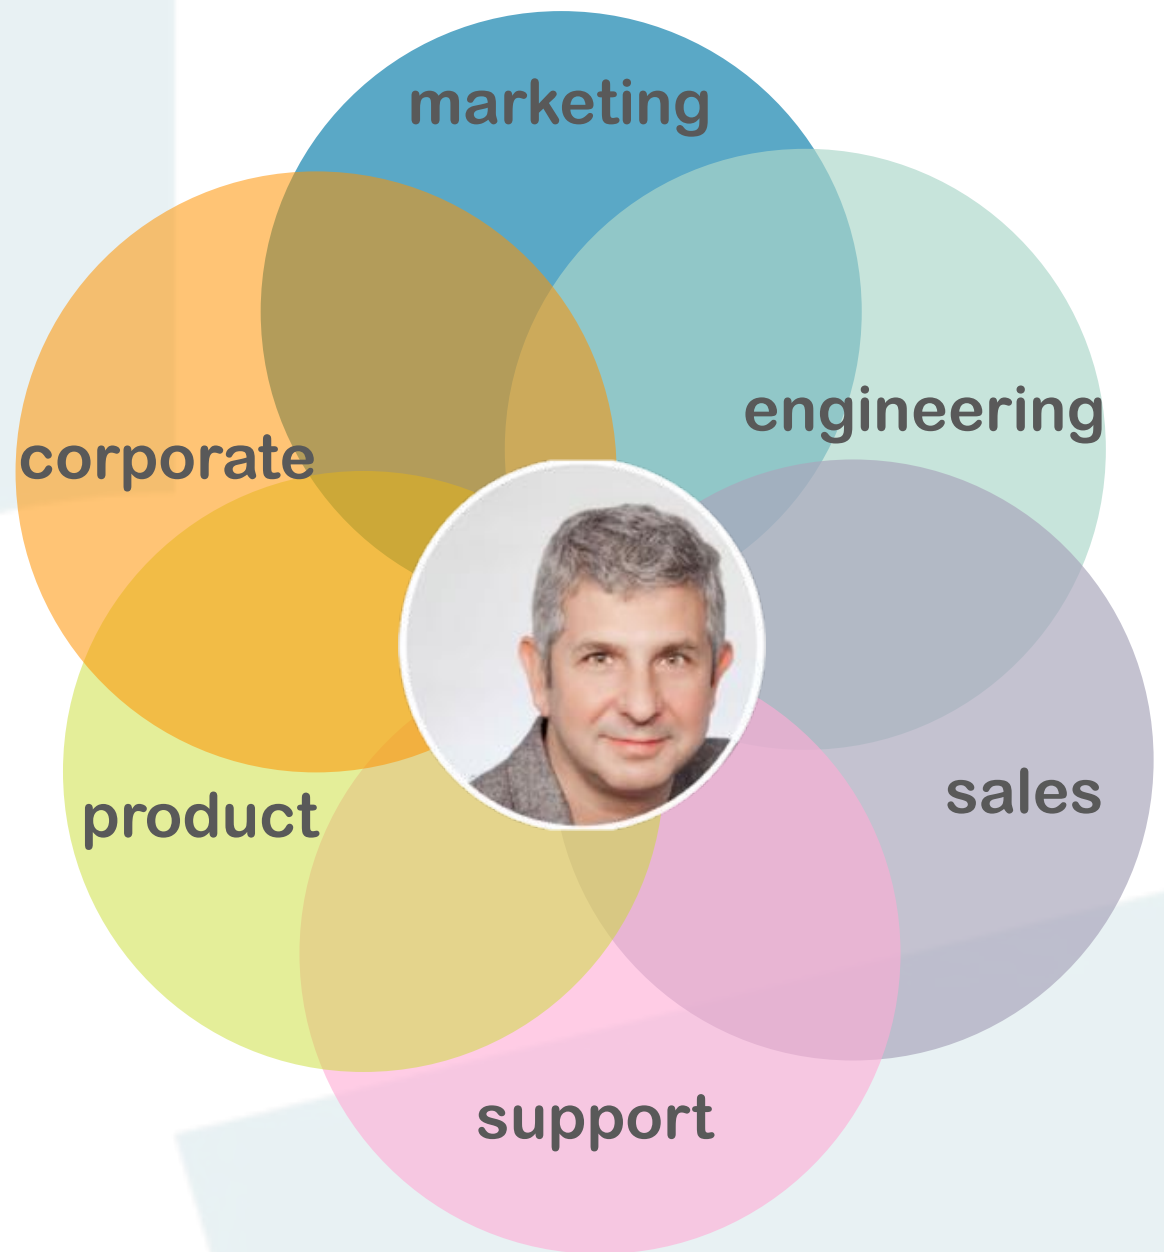 marketing
engineering
corporate
sales
product
support